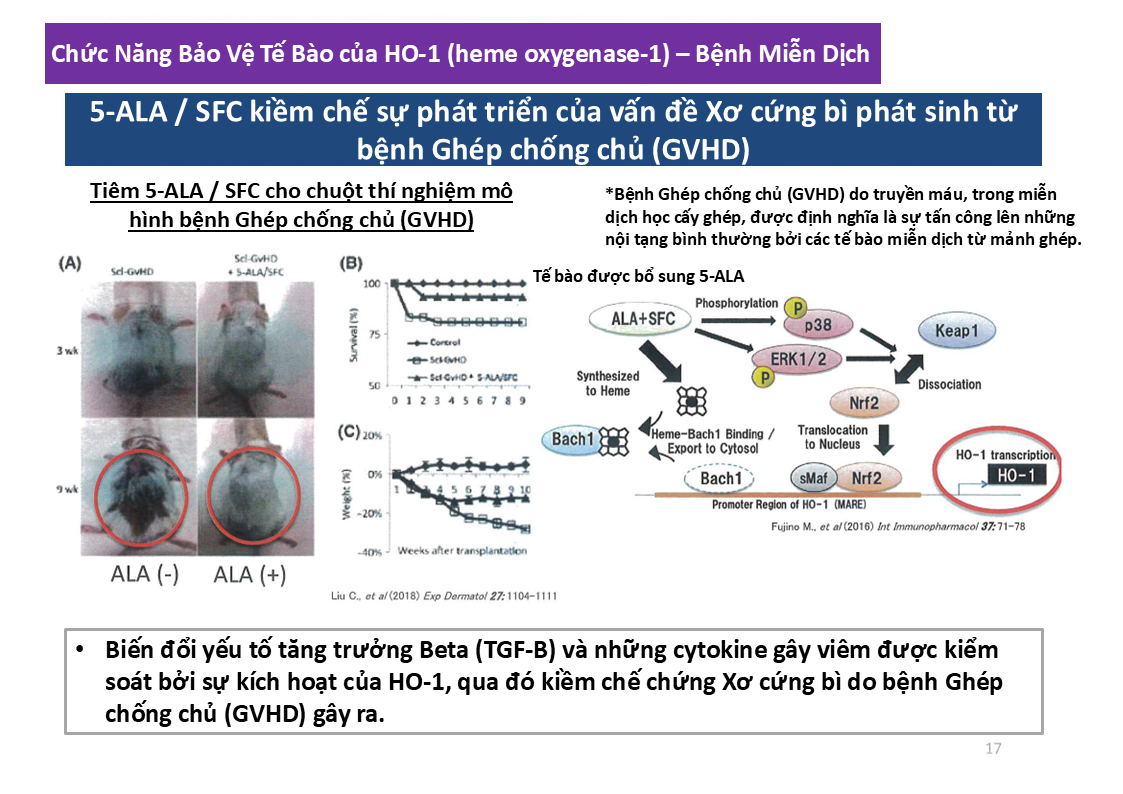 Chức Năng Bảo Vệ Tế Bào của HO-1 (heme oxygenase-1) – Bệnh Miễn Dịch
5-ALA / SFC kiềm chế sự phát triển của vấn đề Xơ cứng bì phát sinh từ
bệnh Ghép chống chủ (GVHD)
Tiêm 5-ALA / SFC cho chuột thí nghiệm mô
hình bệnh Ghép chống chủ (GVHD)
*Bệnh Ghép chống chủ (GVHD) do truyền máu, trong miễn
dịch học cấy ghép, được định nghĩa là sự tấn công lên những
nội tạng bình thường bởi các tế bào miễn dịch từ mảnh ghép.
(A)
Scl-GvHD
Scl-GvHD
+ 5-ALA/SFC
3 wk
9 wk
ALA (-)
ALA (+)
(B)
Survival (%)
100
75
50
Control
Scl-GvHD
Scl-GvHD + 5-ALA/SFC
0 1 2 3 4 5 6 7 8 9
(C)
Weight (%)
20%
0%
-20%
-40%
1 2 3 4 5 6 7 8 9 10
Weeks after transplantation
Liu C., et al (2018) Exp Dermatol 27: 1104-1111
Tế bào được bổ sung 5-ALA
ALA+SFC
Phosphorylation
P
p38
ERK1/2
P
Keap1
Dissociation
Nrf2
Synthesized
to Heme
Translocation
to Nucleus
Bach1
Heme-Bach1 Binding /
Export to Cytosol
Bach1
sMaf
Nrf2
HO-1 transcription
HO-1
Promoter Region of HO-1 (MARE)
Fujino M., et al (2016) Int Immunopharmacol 37: 71-78
• Biến đổi yếu tố tăng trưởng Beta (TGF-B) và những cytokine gây viêm được kiểm
soát bởi sự kích hoạt của HO-1, qua đó kiềm chế chứng Xơ cứng bì do bệnh Ghép
chống chủ (GVHD) gây ra.
17